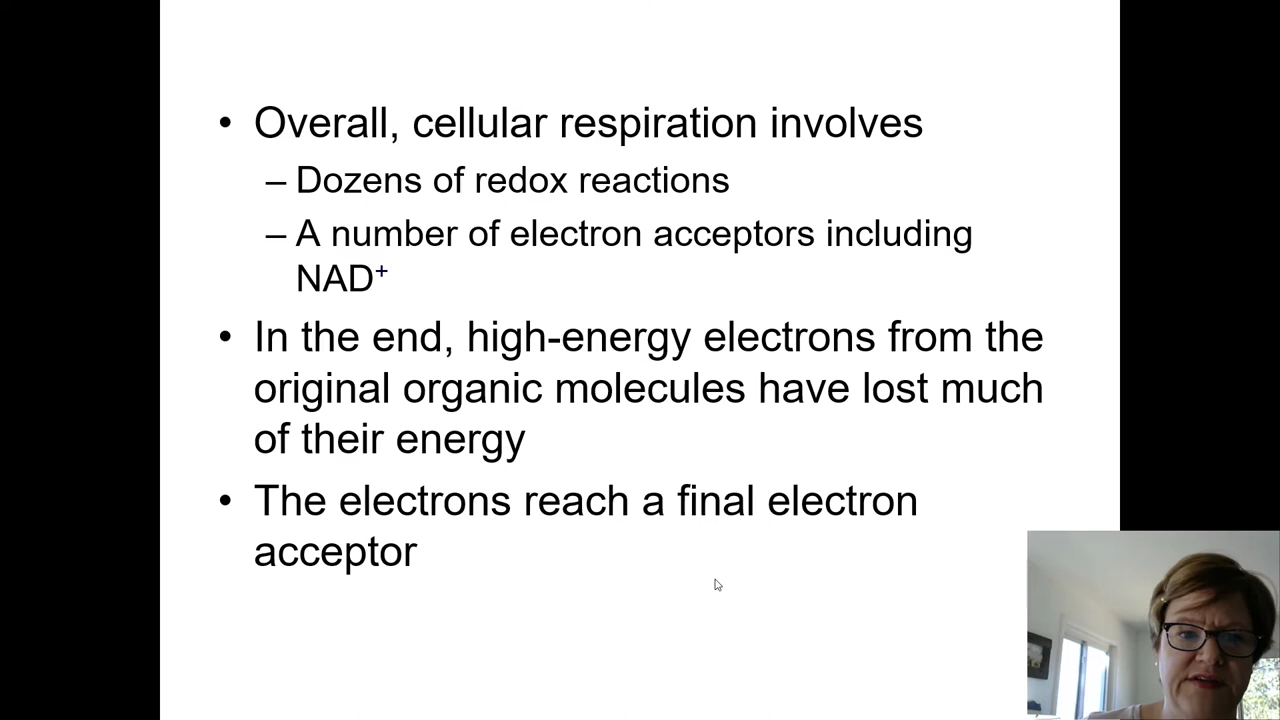 • Overall, cellular respiration involves
– Dozens of redox reactions
– A number of electron acceptors including
NAD⁺
• In the end, high-energy electrons from the
original organic molecules have lost much
of their energy
• The electrons reach a final electron
acceptor